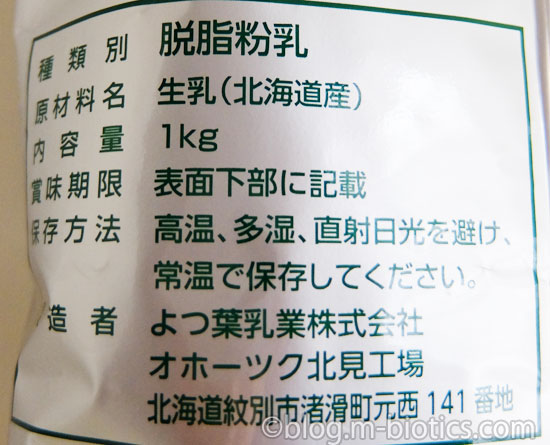 種類別 脱脂粉乳
原材料名 生乳(北海道産)
内容量 1kg
賞味期限 表面下部に記載
保存方法 高温、多湿、直射日光を避け、
常温で保存してください。
造者 よつ葉乳業株式会社
オホーツク北見工場
北海道紋別市渚滑町元西141番地
©blog.m-biotics.com